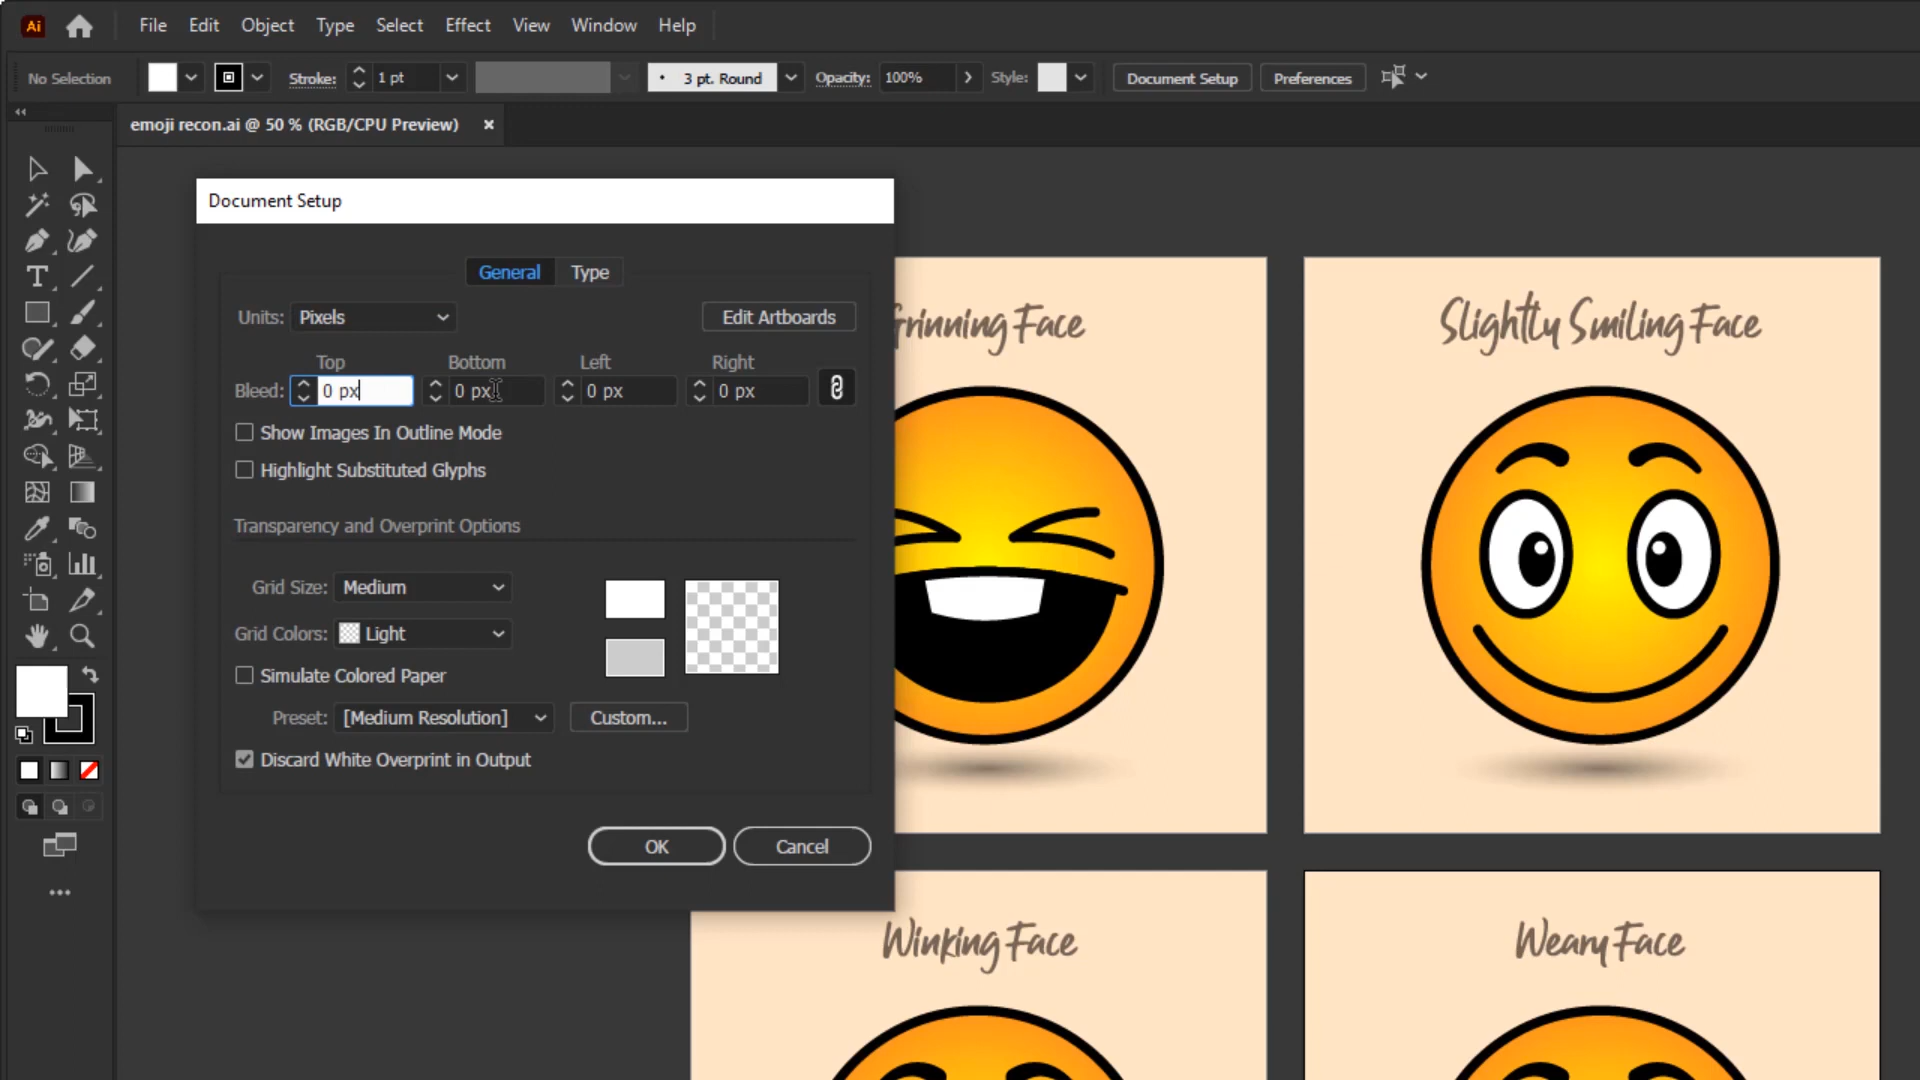 Ai File Edit Object Type Select Effect View Window Help
No Selection Stroke: 1 pt 3 pt. Round Opacity: 100% Style: Document Setup Preferences
emoji recon.ai @ 50 % (RGB/CPU Preview) ×
Document Setup
General Type
Units: Pixels Edit Artboards
Top Bottom Left Right
Bleed: 0 px 0 px 0 px 0 px
Show Images In Outline Mode
Highlight Substituted Glyphs
Transparency and Overprint Options
Grid Size: Medium
Grid Colors: Light
Simulate Colored Paper
Preset: [Medium Resolution] Custom...
Discard White Overprint in Output
OK Cancel
Face
Slightly Smiling Face
Winking Face
Weary Face